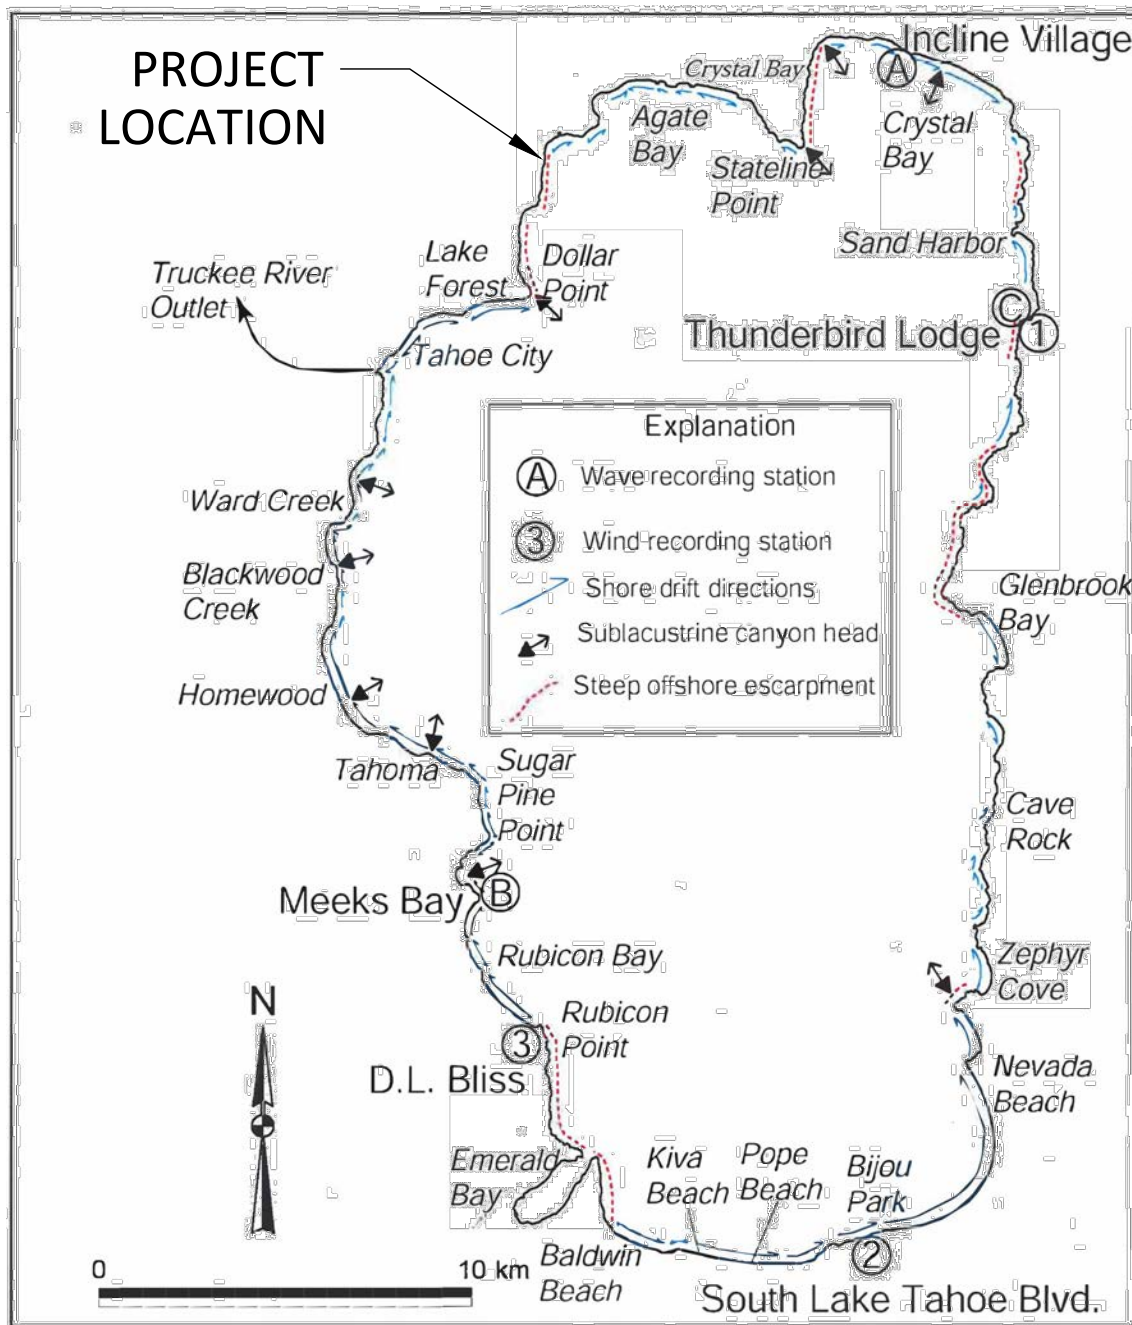 PROJECT
LOCATION
Incline Village
Crystal Bay
A
Agate
Bay
Crystal
Bay
Stateline
Point
Sand Harbor
Lake
Forest
Dollar
Point
Truckee River
Outlet
C
Thunderbird Lodge
1
Tahoe City
Explanation
A Wave recording station
3 Wind recording station
Shore drift directions
Sublacustrine canyon head
Steep offshore escarpment
Ward Creek
Blackwood
Creek
Glenbrook
Bay
Homewood
Tahoma
Sugar
Pine
Point
Cave
Rock
Meeks Bay
B
Rubicon Bay
Zephyr
Cove
N
Rubicon
Point
3
D.L. Bliss
Nevada
Beach
Emerald
Bay
Kiva
Beach
Pope
Beach
Bijou
Park
2
Baldwin
Beach
0 10 km
South Lake Tahoe Blvd.